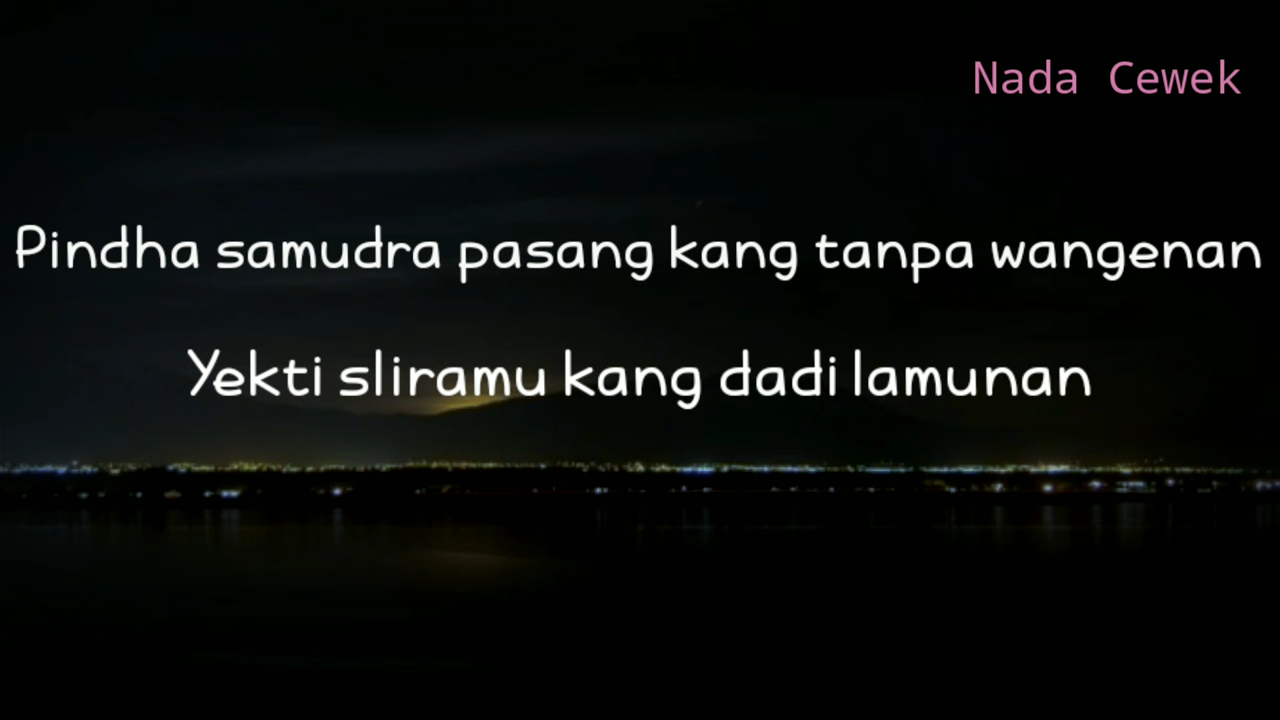 Nada Cewek
Pindha samudra pasang kang tanpa wangenan
Yekti sliramu kang dadi lamunan